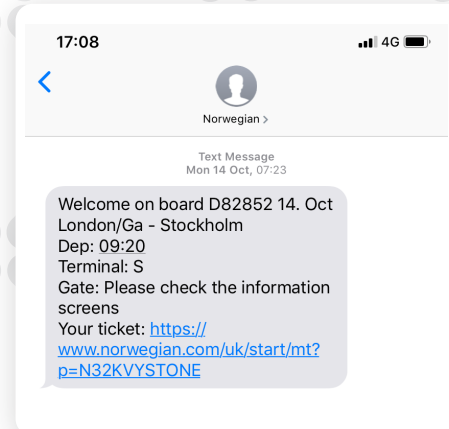 17:08
4G
Norwegian >
Text Message
Mon 14 Oct, 07:23
Welcome on board D82852 14. Oct
London/Ga - Stockholm
Dep: 09:20
Terminal: S
Gate: Please check the information
screens
Your ticket: https://
www.norwegian.com/uk/start/mt?
p=N32KVYSTONE